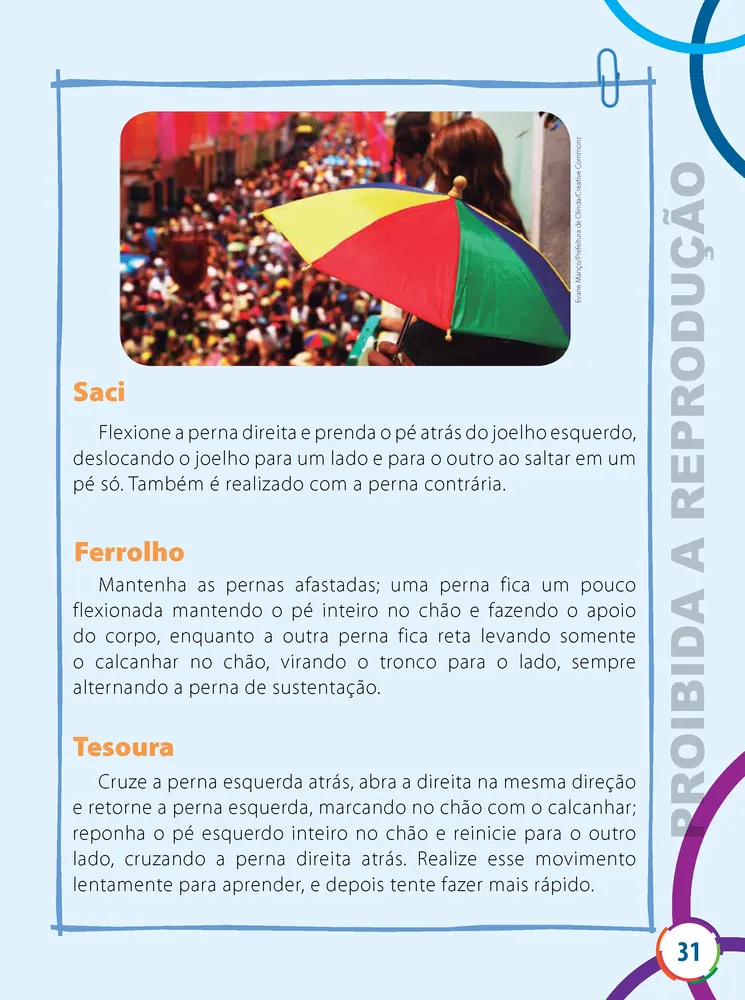 Evane Manço/Prefeitura de Olinda/Creative Commons
Saci
Flexione a perna direita e prenda o pé atrás do joelho esquerdo,
deslocando o joelho para um lado e para o outro ao saltar em um
pé só. Também é realizado com a perna contrária.
Ferrolho
Mantenha as pernas afastadas; uma perna fica um pouco
flexionada mantendo o pé inteiro no chão e fazendo o apoio
do corpo, enquanto a outra perna fica reta levando somente
o calcanhar no chão, virando o tronco para o lado, sempre
alternando a perna de sustentação.
Tesoura
Cruze a perna esquerda atrás, abra a direita na mesma direção
e retorne a perna esquerda, marcando no chão com o calcanhar;
reponha o pé esquerdo inteiro no chão e reinicie para o outro
lado, cruzando a perna direita atrás. Realize esse movimento
lentamente para aprender, e depois tente fazer mais rápido.
PROIBIDA A REPRODUÇÃO
31